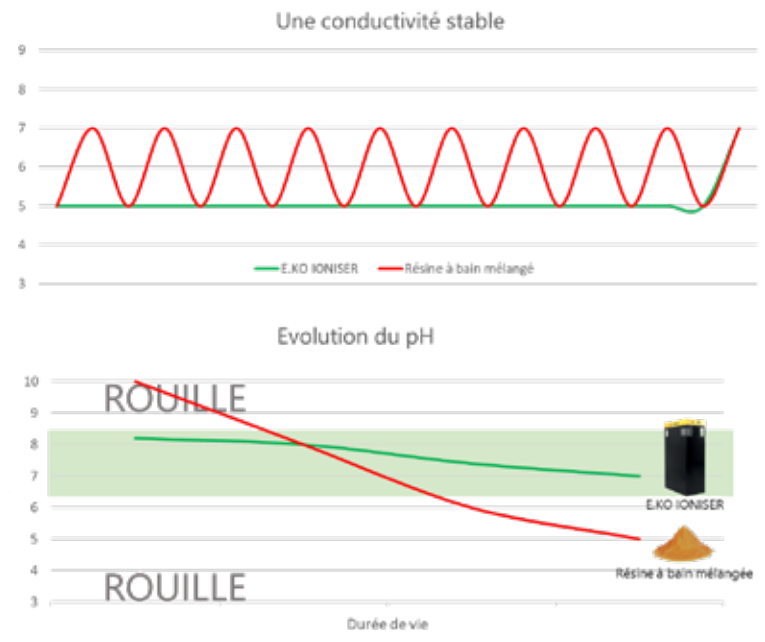 Une conductivité stable
9
8
7
6
5
4
E.KO IONISER Résine à bain mélangé
3
Evolution du pH
10
ROUILLE
9
8
7
6
E.KO IONISER
5
4
Résine à bain mélangée
ROUILLE
3
Durée de vie